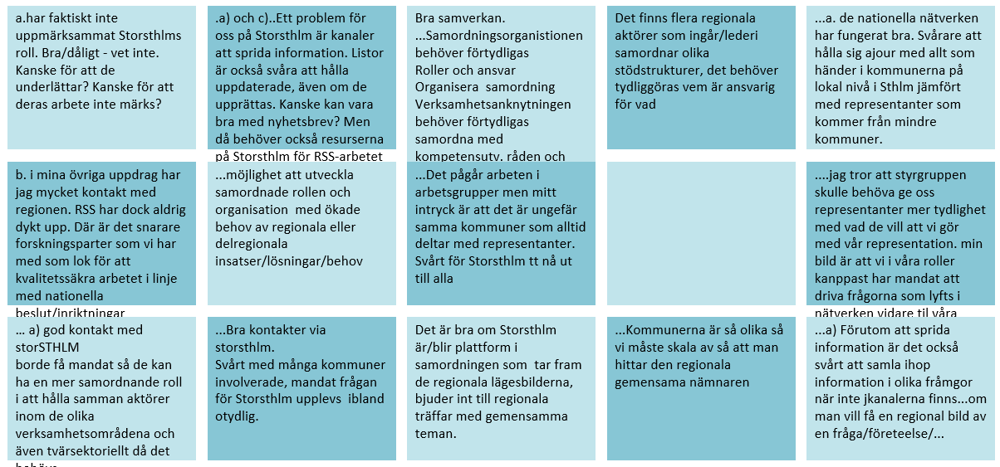 a.har faktiskt inte
uppmärksammat Storsthlms
roll. Bra/dåligt - vet inte.
Kanske för att de
underlättar? Kanske för att
deras arbete inte märks?
.a) och c)..Ett problem för
oss på Storsthlm är kanaler
att sprida information. Listor
är också svåra att hålla
uppdaterade, även om de
upprättas. Kanske kan vara
bra med nyhetsbrev? Men
då behöver också resurserna
på Storsthlm för RSS-arbetet
Bra samverkan.
...Samordningsorganistionen
behöver förtydligas
Roller och ansvar
Organisera  samordning
Verksamhetsanknytningen
behöver förtydligas
samordna med
kompetensutv. råden och
Det finns flera regionala
aktörer som ingår/lederi
samordnar olika
stödstrukturer, det behöver
tydliggöras vem är ansvarig
för vad
...a. de nationella nätverken
har fungerat bra. Svårare att
hålla sig ajour med allt som
händer i kommunerna på
lokal nivå i Sthlm jämfört
med representanter som
kommer från mindre
kommuner.
b. i mina övriga uppdrag har
jag mycket kontakt med
regionen. RSS har dock aldrig
dykt upp. Där är det snarare
forskningsparter som vi har
med som lok för att
kvalitetssäkra arbetet i linje
med nationella
beslut/inriktningar
...möjlighet att utveckla
samordnade rollen och
organisation  med ökade
behov av regionala eller
delregionala
insatser/lösningar/behov
...Det pågår arbeten i
arbetsgrupper men mitt
intryck är att det är ungefär
samma kommuner som alltid
deltar med representanter.
Svårt för Storsthlm tt nå ut
till alla
....jag tror att styrgruppen
skulle behöva ge oss
representanter mer tydlighet
med vad de vill att vi gör
med vår representation. min
bild är att vi i våra roller
kanppast har mandat att
driva frågorna som lyfts i
nätverken vidare til våra
... a) god kontakt med
storSTHLM
borde få mandat så de kan
ha en mer samordnande roll
i att hålla samman aktörer
inom de olika
verksamhetsområdena och
även tvärsektoriellt då det
...Bra kontakter via
storsthlm.
Svårt med många kommuner
involverade, mandat frågan
för Storsthlm upplevs  ibland
otydlig.
Det är bra om Storsthlm
är/blir plattform i
samordningen som  tar fram
de regionala lägesbilderna,
bjuder int till regionala
träffar med gemensamma
teman.
...Kommunerna är så olika så
vi måste skala av så att man
hittar den regionala
gemensama nämnaren
...a) Förutom att sprida
information är det också
svårt att samla ihop
information i olika fråmgor
när inte jkanalerna finns...om
man vill få en regional bild av
en fråga/företeelse/...